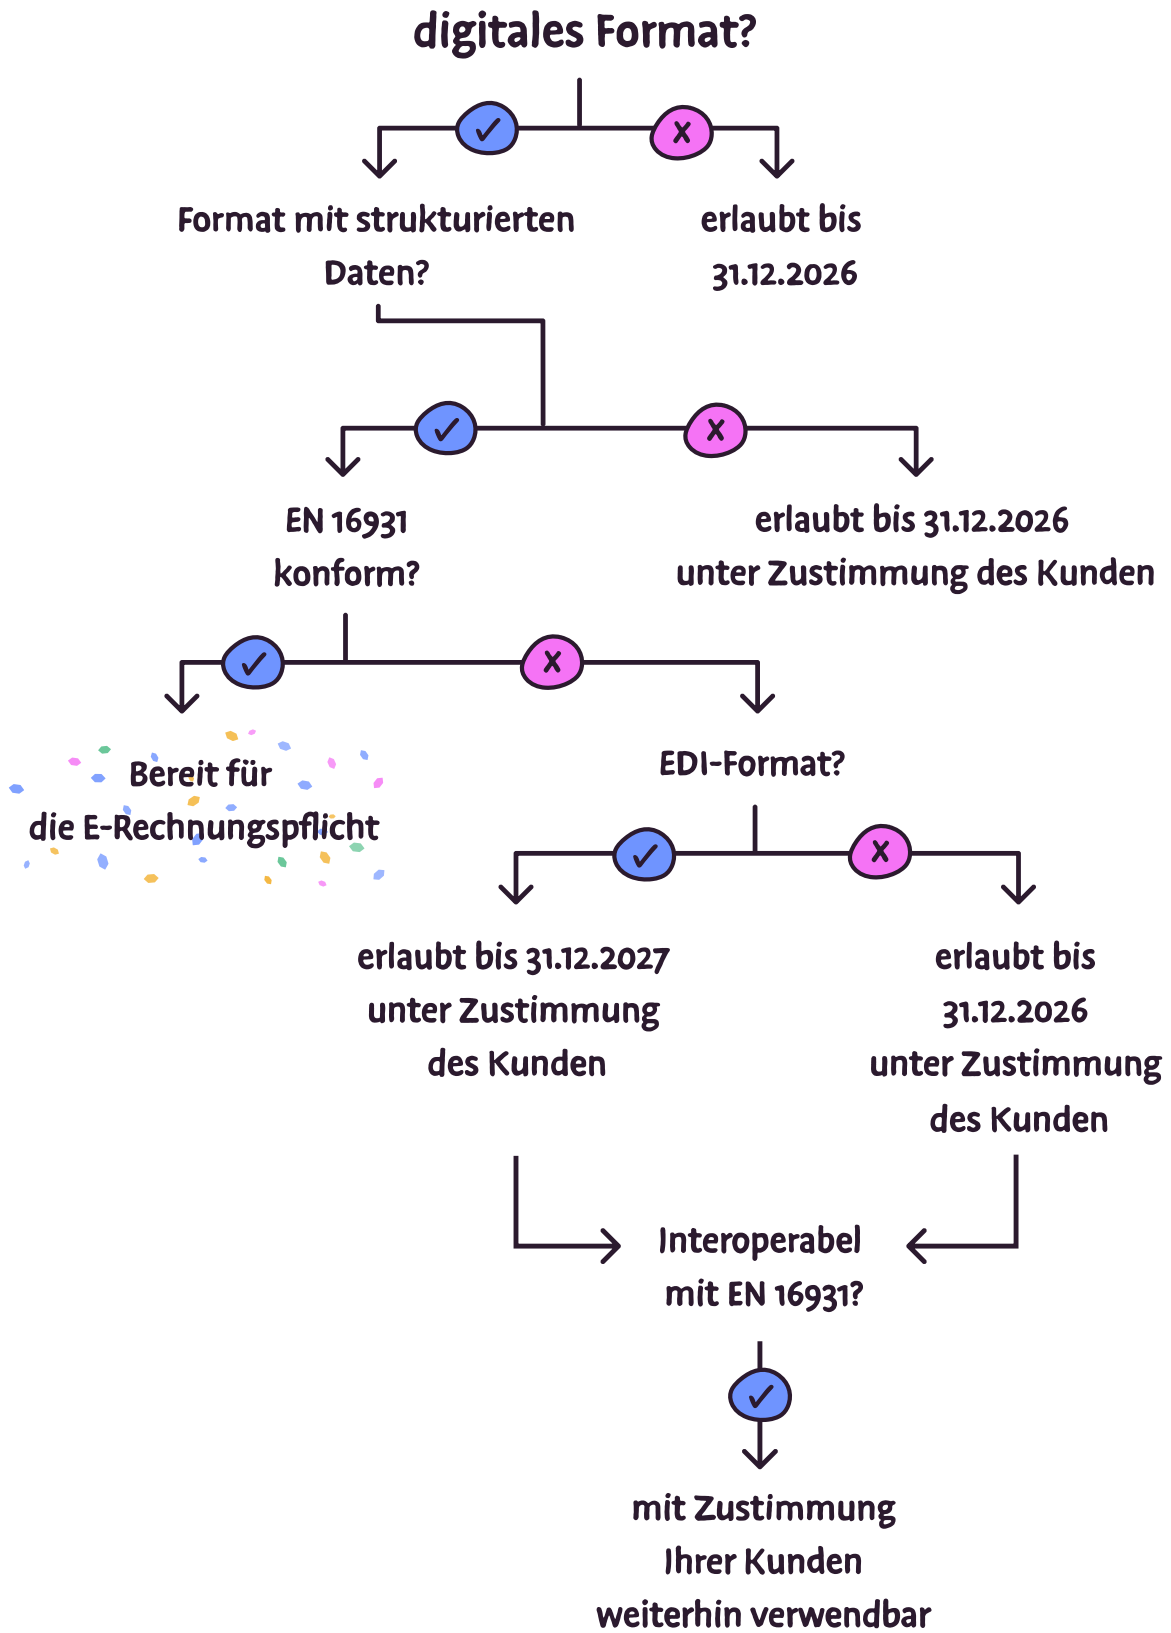 digitales Format?
Format mit strukturierten
Daten?
erlaubt bis
31.12.2026
EN 16931
konform?
erlaubt bis 31.12.2026
unter Zustimmung des Kunden
Bereit für
die E-Rechnungspflicht
EDI-Format?
erlaubt bis 31.12.2027
unter Zustimmung
des Kunden
erlaubt bis
31.12.2026
unter Zustimmung
des Kunden
Interoperabel
mit EN 16931?
mit Zustimmung
Ihrer Kunden
weiterhin verwendbar